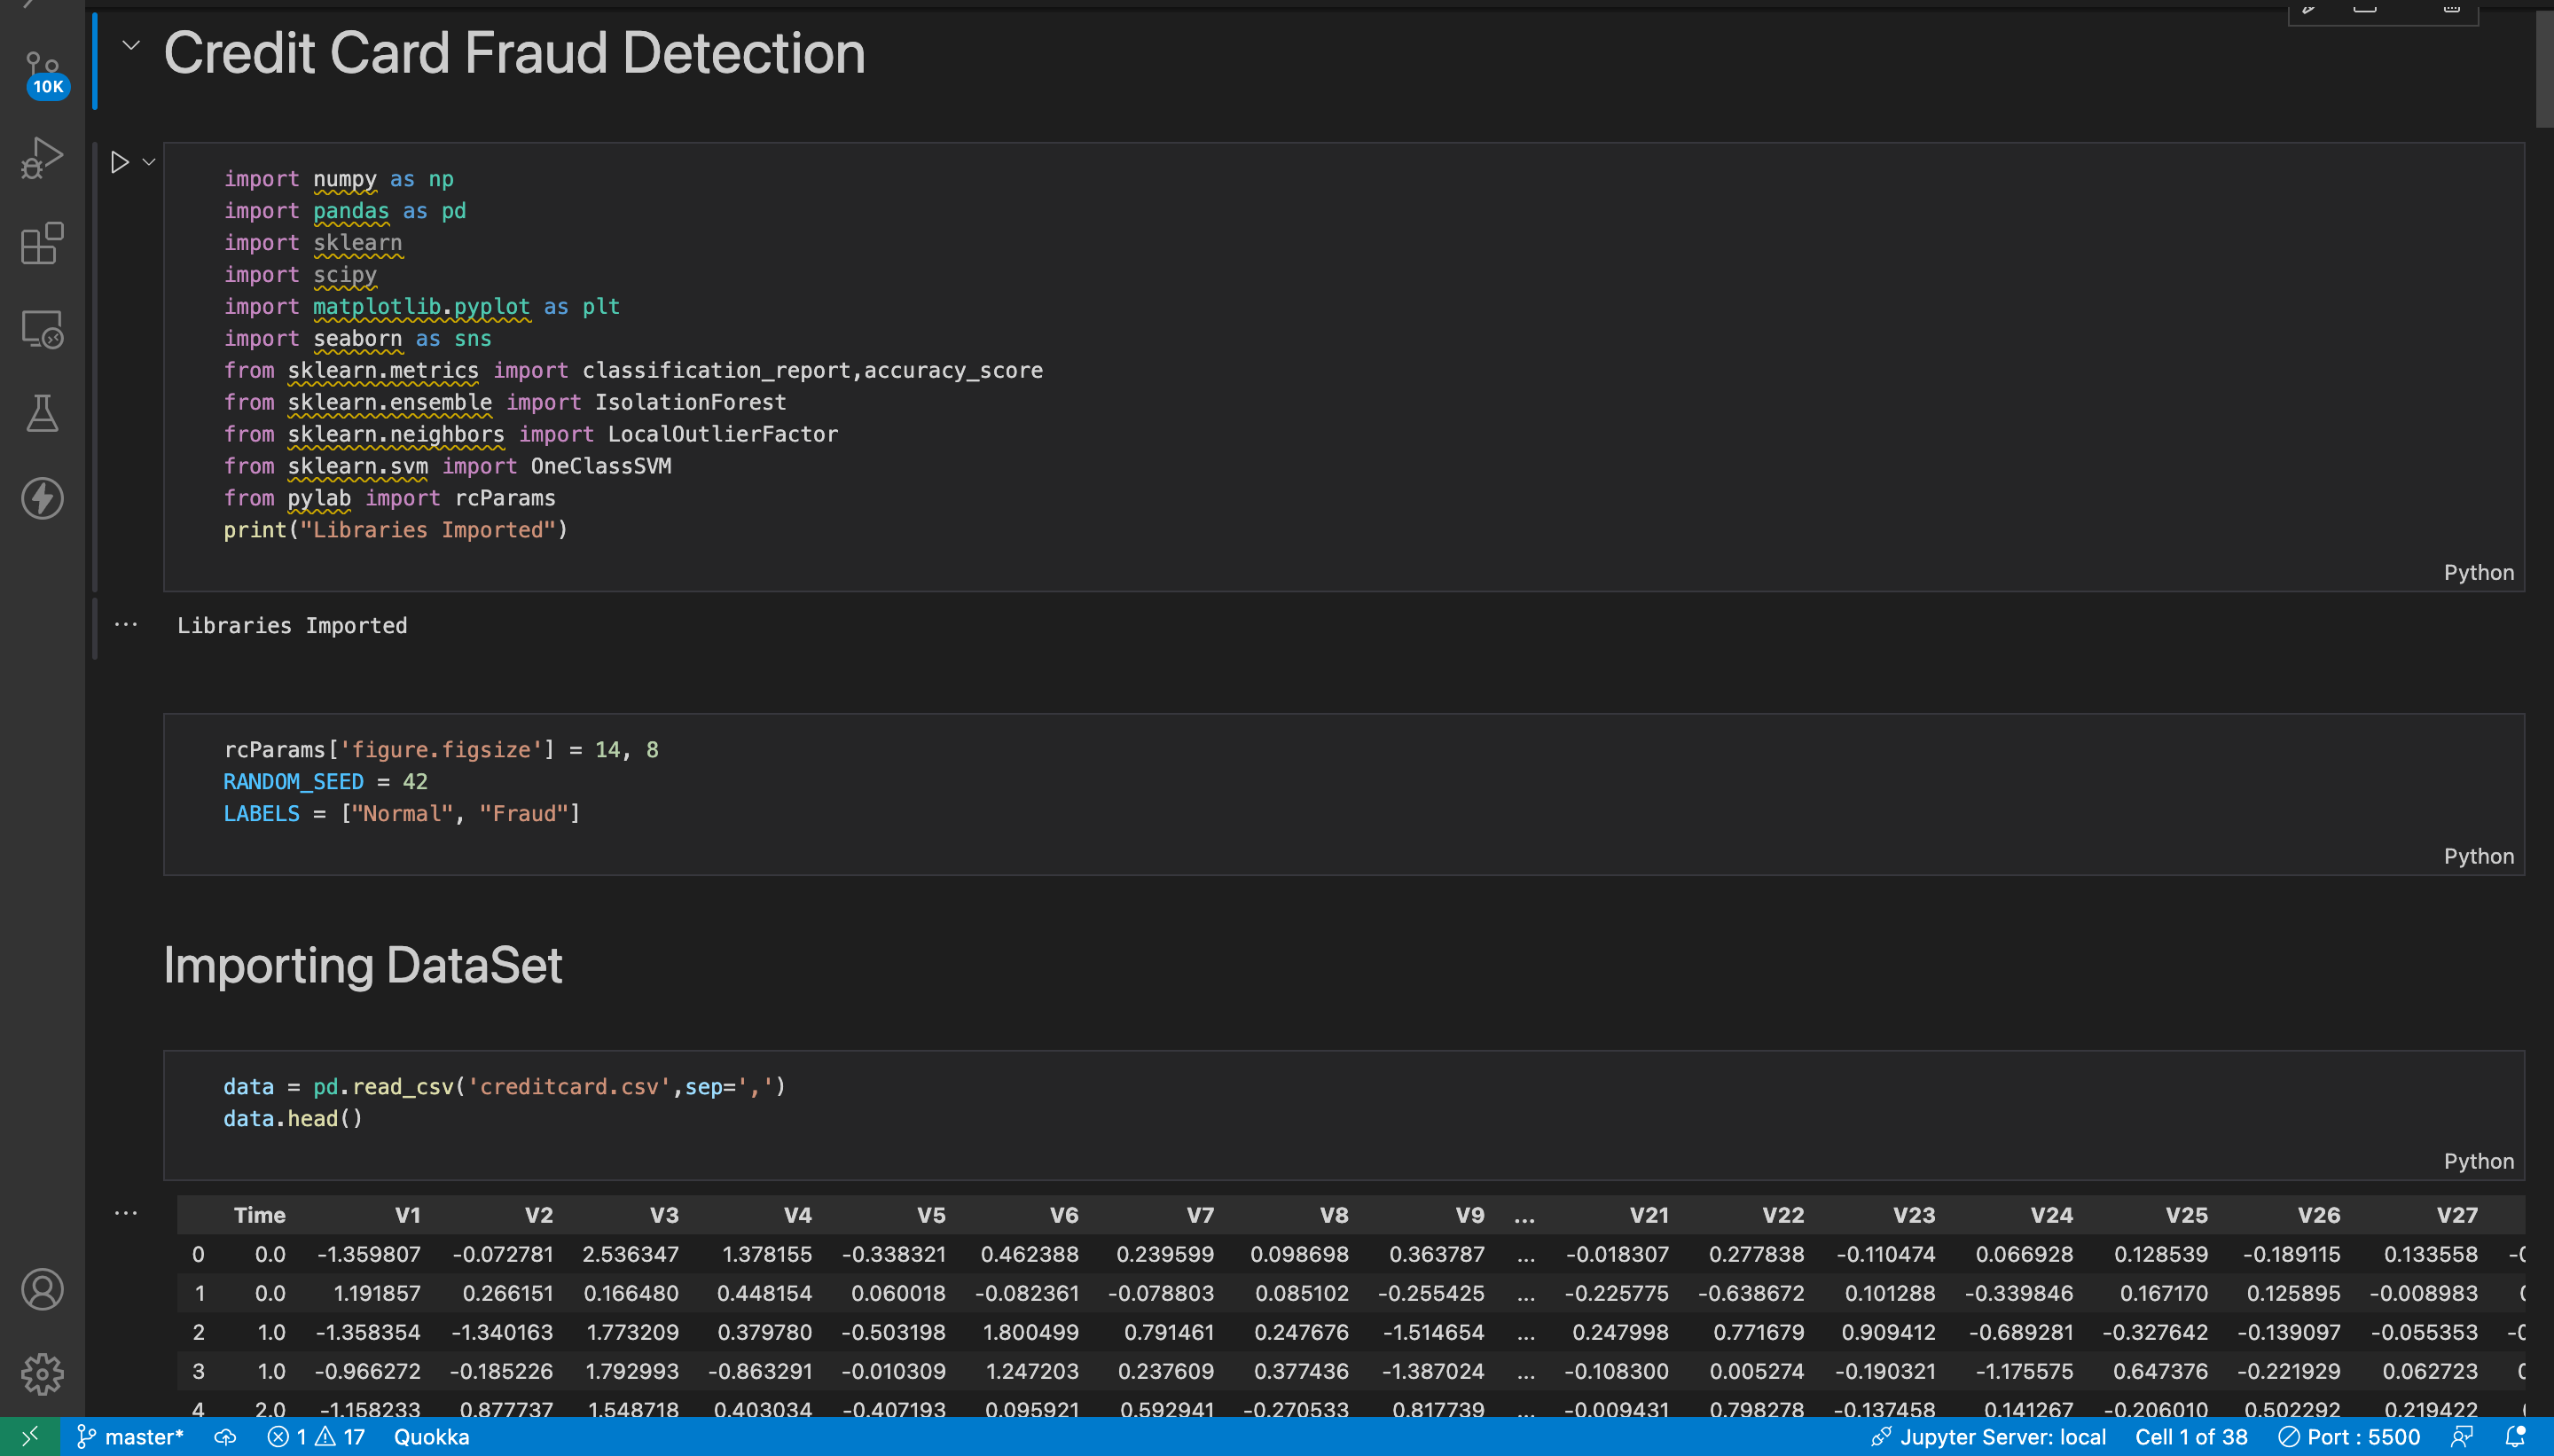 Credit Card Fraud Detection
10K
import numpy as np
import pandas as pd
import sklearn
import scipy
import matplotlib.pyplot as plt
import seaborn as sns
from sklearn.metrics import classification_report,accuracy_score
from sklearn.ensemble import IsolationForest
from sklearn.neighbors import LocalOutlierFactor
from sklearn.svm import OneClassSVM
from pylab import rcParams
print("Libraries Imported")
Python
... Libraries Imported
rcParams['figure.figsize'] = 14, 8
RANDOM_SEED = 42
LABELS = ["Normal", "Fraud"]
Python
Importing DataSet
data = pd.read_csv('creditcard.csv',sep=',')
data.head()
Python
... Time V1 V2 V3 V4 V5 V6 V7 V8 V9 ... V21 V22 V23 V24 V25 V26 V27
0 0.0 -1.359807 -0.072781 2.536347 1.378155 -0.338321 0.462388 0.239599 0.098698 0.363787 ... -0.018307 0.277838 -0.110474 0.066928 0.128539 -0.189115 0.133558
1 0.0 1.191857 0.266151 0.166480 0.448154 0.060018 -0.082361 -0.078803 0.085102 -0.255425 ... -0.225775 -0.638672 0.101288 -0.339846 0.167170 0.125895 -0.008983
2 1.0 -1.358354 -1.340163 1.773209 0.379780 -0.503198 1.800499 0.791461 0.247676 -1.514654 ... 0.247998 0.771679 0.909412 -0.689281 -0.327642 -0.139097 -0.055353
3 1.0 -0.966272 -0.185226 1.792993 -0.863291 -0.010309 1.247203 0.237609 0.377436 -1.387024 ... -0.108300 0.005274 -0.190321 -1.175575 0.647376 -0.221929 0.062723
4 2.0 -1.158233 0.877737 1.548718 0.403034 -0.407193 0.095921 0.592941 -0.270533 0.817739 ... -0.009431 0.798278 -0.137458 0.141267 -0.206010 0.502292 0.219422
master* 1 17 Quokka Jupyter Server: local Cell 1 of 38 Port : 5500